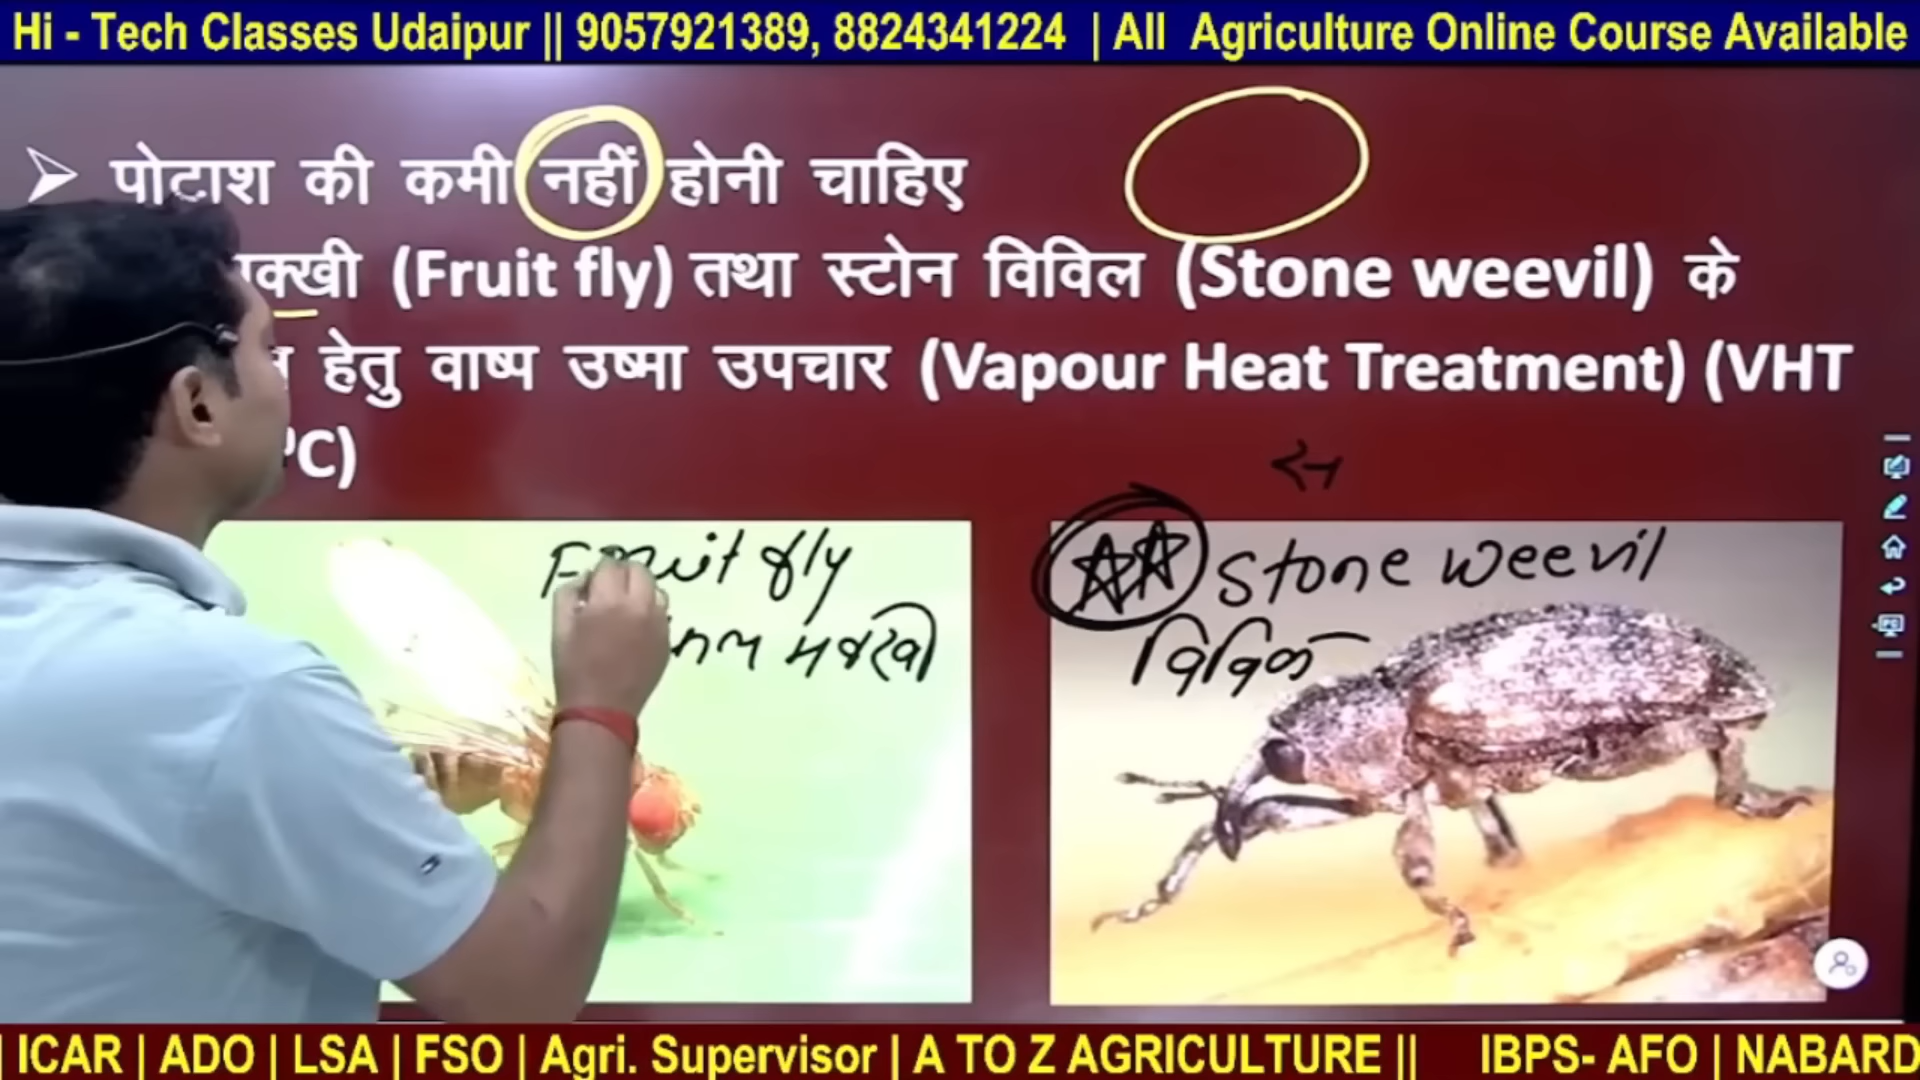 Hi - Tech Classes Udaipur || 9057921389, 8824341224 | All Agriculture Online Course Available
पोटाश की कमी नहीं होनी चाहिए
(Fruit fly) तथा स्टोन विविल (Stone weevil) के
हेतु वाष्प उष्मा उपचार (Vapour Heat Treatment) (VHT
Fruit fly
मक्खी
Stone weevil
विविल
| ICAR | ADO | LSA | FSO | Agri. Supervisor | A TO Z AGRICULTURE || IBPS- AFO | NABARD